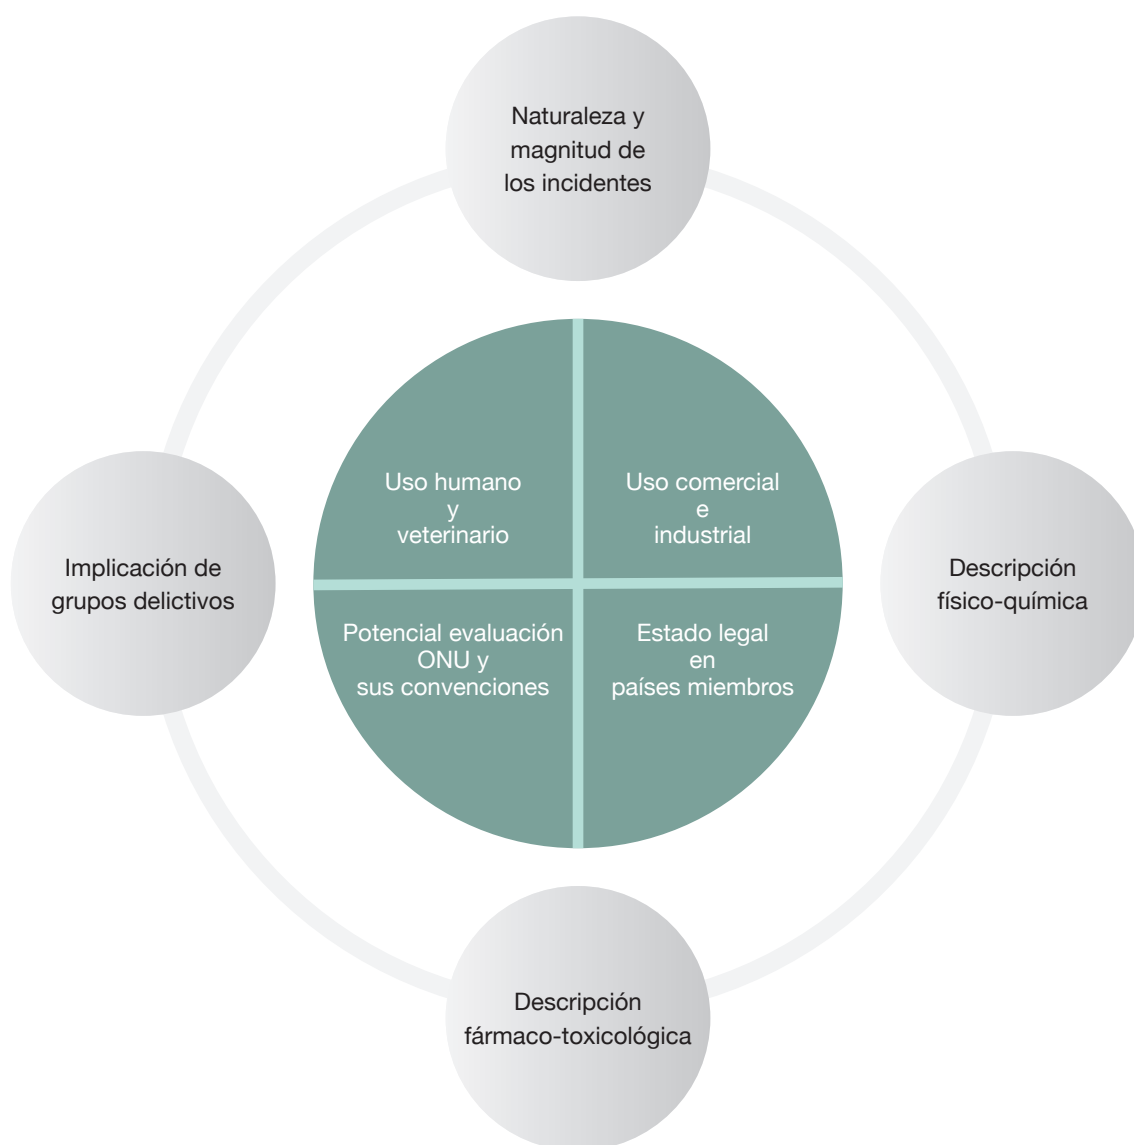 Naturaleza y
magnitud de
los incidentes
Uso humano
y
veterinario
Uso comercial
e
industrial
Implicación de
grupos delictivos
Descripción
físico-química
Potencial evaluación
ONU y
sus convenciones
Estado legal
en
países miembros
Descripción
fármaco-toxicológica